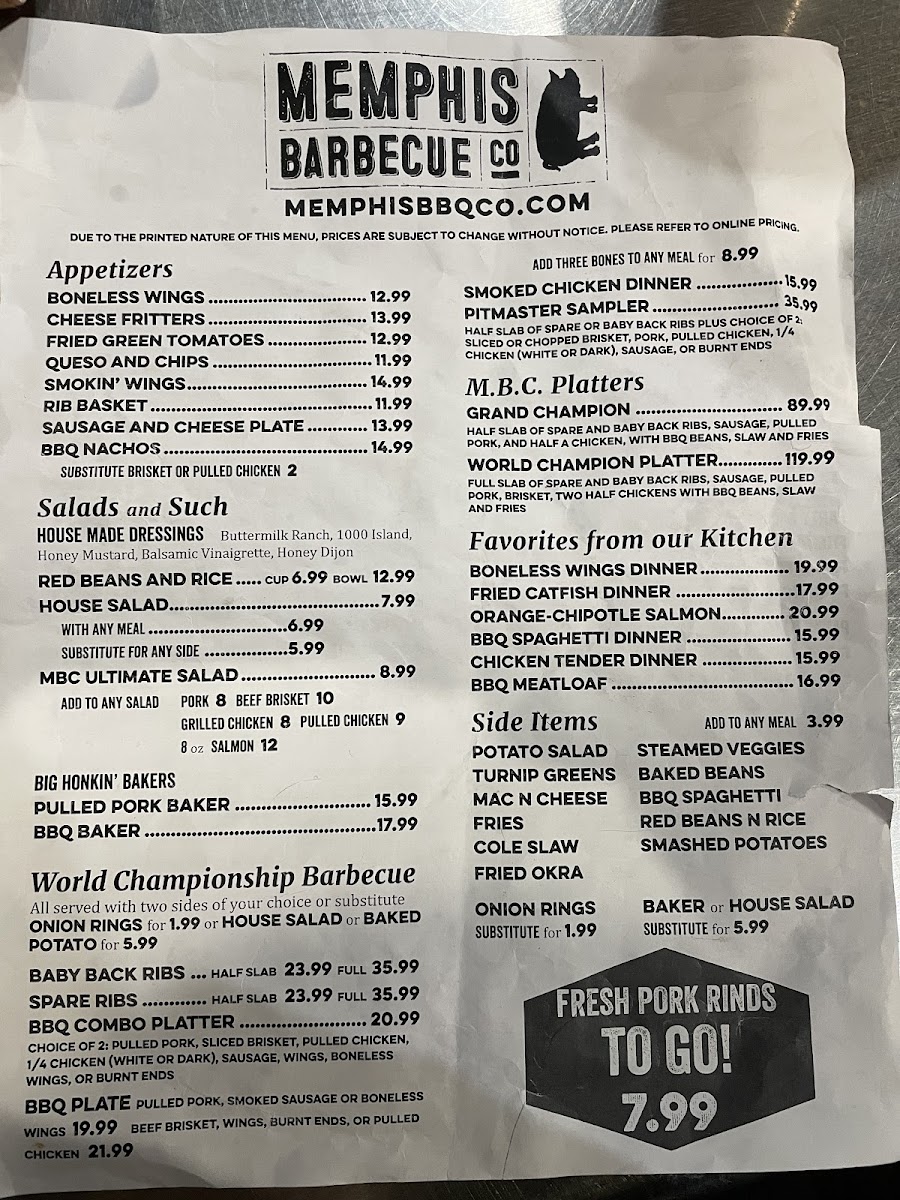 MEMPHIS
BARBECUE CO
MEMPHISBBQCO.COM
DUE TO THE PRINTED NATURE OF THIS MENU, PRICES ARE SUBJECT TO CHANGE WITHOUT NOTICE. PLEASE REFER TO ONLINE PRICING.
Appetizers
BONELESS WINGS ................................ 12.99
CHEESE FRITTERS ................................ 13.99
FRIED GREEN TOMATOES .................... 12.99
QUESO AND CHIPS ................................ 11.99
SMOKIN' WINGS.................................... 14.99
RIB BASKET ............................................ 11.99
SAUSAGE AND CHEESE PLATE ............ 13.99
BBQ NACHOS ......................................... 14.99
SUBSTITUTE BRISKET OR PULLED CHICKEN 2
Salads and Such
HOUSE MADE DRESSINGS Buttermilk Ranch, 1000 Island,
Honey Mustard, Balsamic Vinaigrette, Honey Dijon
RED BEANS AND RICE ..... CUP 6.99 BOWL 12.99
HOUSE SALAD..........................................7.99
WITH ANY MEAL ............................6.99
SUBSTITUTE FOR ANY SIDE .................5.99
MBC ULTIMATE SALAD ........................... 8.99
ADD TO ANY SALAD PORK 8 BEEF BRISKET 10
GRILLED CHICKEN 8 PULLED CHICKEN 9
8 oz SALMON 12
BIG HONKIN' BAKERS
PULLED PORK BAKER ........................... 15.99
BBQ BAKER ..............................................17.99
World Championship Barbecue
All served with two sides of your choice or substitute
ONION RINGS for 1.99 or HOUSE SALAD or BAKED
POTATO for 5.99
BABY BACK RIBS ... HALF SLAB 23.99 FULL 35.99
SPARE RIBS ............ HALF SLAB 23.99 FULL 35.99
BBQ COMBO PLATTER .......................... 20.99
CHOICE OF 2: PULLED PORK, SLICED BRISKET, PULLED CHICKEN,
1/4 CHICKEN (WHITE OR DARK), SAUSAGE, WINGS, BONELESS
WINGS, OR BURNT ENDS
BBQ PLATE PULLED PORK, SMOKED SAUSAGE OR BONELESS
WINGS 19.99 BEEF BRISKET, WINGS, BURNT ENDS, OR PULLED
CHICKEN 21.99
ADD THREE BONES TO ANY MEAL for 8.99
SMOKED CHICKEN DINNER .................15.99
PITMASTER SAMPLER .......................... 35.99
HALF SLAB OF SPARE OR BABY BACK RIBS PLUS CHOICE OF 2:
SLICED OR CHOPPED BRISKET, PORK, PULLED CHICKEN, 1/4
CHICKEN (WHITE OR DARK), SAUSAGE, OR BURNT ENDS
M.B.C. Platters
GRAND CHAMPION ............................. 89.99
HALF SLAB OF SPARE AND BABY BACK RIBS, SAUSAGE, PULLED
PORK, AND HALF A CHICKEN, WITH BBQ BEANS, SLAW AND FRIES
WORLD CHAMPION PLATTER............. 119.99
FULL SLAB OF SPARE AND BABY BACK RIBS, SAUSAGE, PULLED
PORK, BRISKET, TWO HALF CHICKENS WITH BBQ BEANS, SLAW
AND FRIES
Favorites from our Kitchen
BONELESS WINGS DINNER.................. 19.99
FRIED CATFISH DINNER ........................17.99
ORANGE-CHIPOTLE SALMON............. 20.99
BBQ SPAGHETTI DINNER ..................... 15.99
CHICKEN TENDER DINNER .................. 15.99
BBQ MEATLOAF .................................... 16.99
Side Items ADD TO ANY MEAL 3.99
POTATO SALAD STEAMED VEGGIES
TURNIP GREENS BAKED BEANS
MAC N CHEESE BBQ SPAGHETTI
FRIES RED BEANS N RICE
COLE SLAW SMASHED POTATOES
FRIED OKRA
ONION RINGS BAKER or HOUSE SALAD
SUBSTITUTE for 1.99 SUBSTITUTE for 5.99
FRESH PORK RINDS
TO GO!
7.99